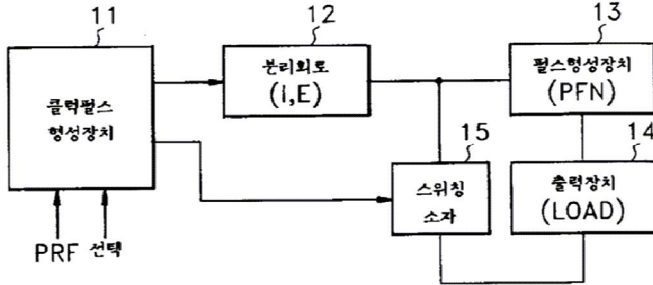 11
클럭펄스
형성장치
PRF 선택
12
분리회로
(I,E)
13
펄스형성장치
(PFN)
15
스위칭
소자
14
출력장치
(LOAD)